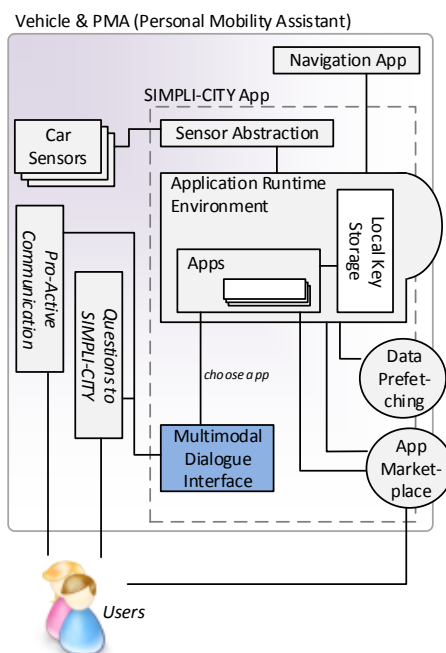 Vehicle & PMA (Personal Mobility Assistant)
Navigation App
SIMPLI-CITY App
Car
Sensors
Sensor Abstraction
Application Runtime
Environment
Local Key
Storage
Apps
Pro-Active
Communication
Questions to
SIMPLI-CITY
choose a app
Data
Prefet-
ching
Multimodal
Dialogue
Interface
App
Market-
place
Users